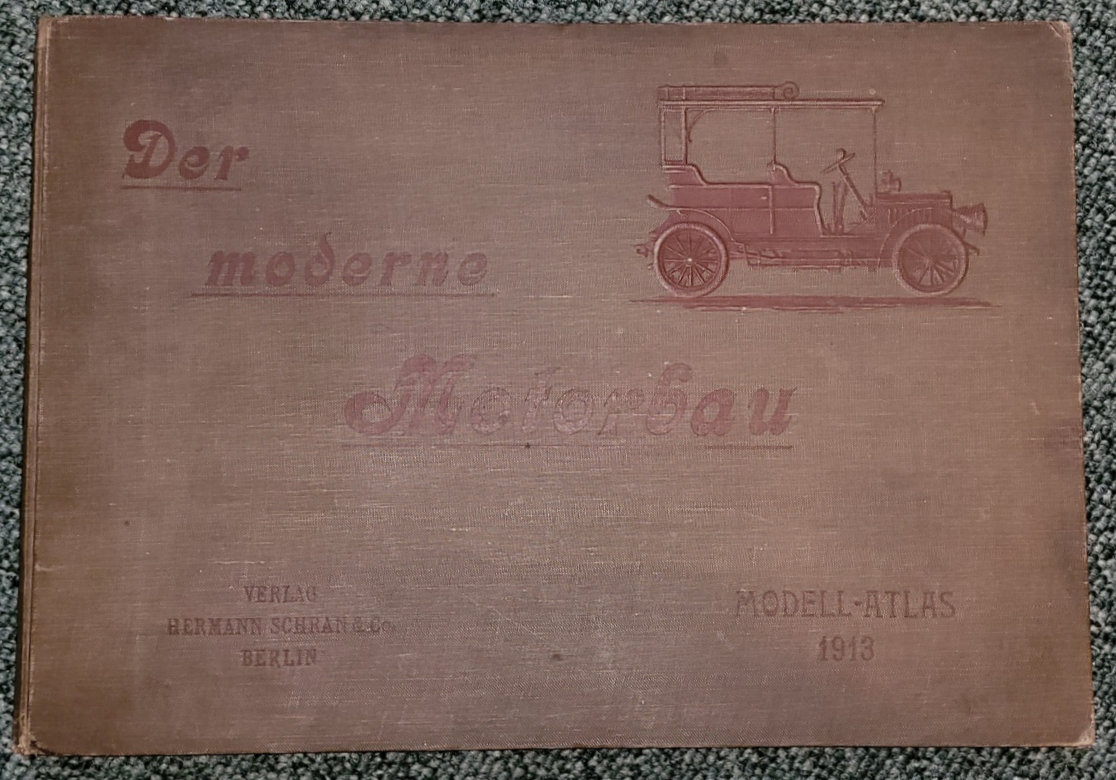 Der
moderne
Motorbau
VERLAG
HERMANN SCHRAN & Co.
BERLIN
MODELL-ATLAS
1913